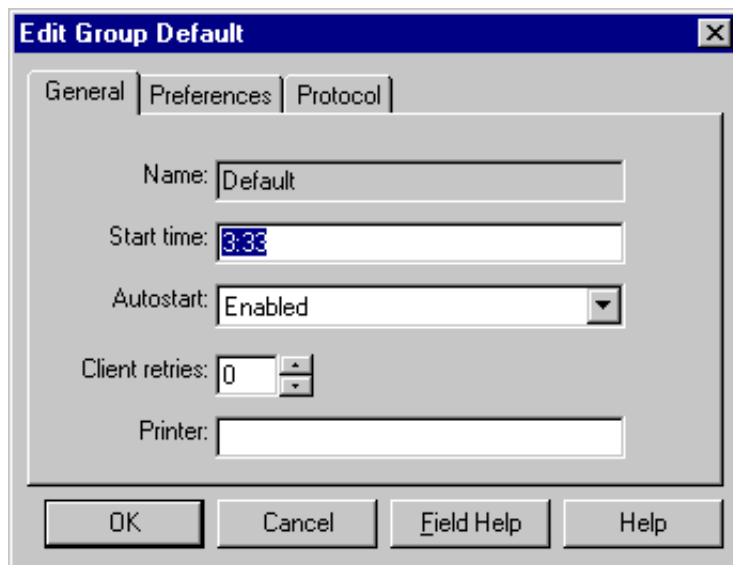 Edit Group Default
General Preferences Protocol
Name: Default
Start time: 3:33
Autostart: Enabled
Client retries: 0
Printer:
OK Cancel Field Help Help